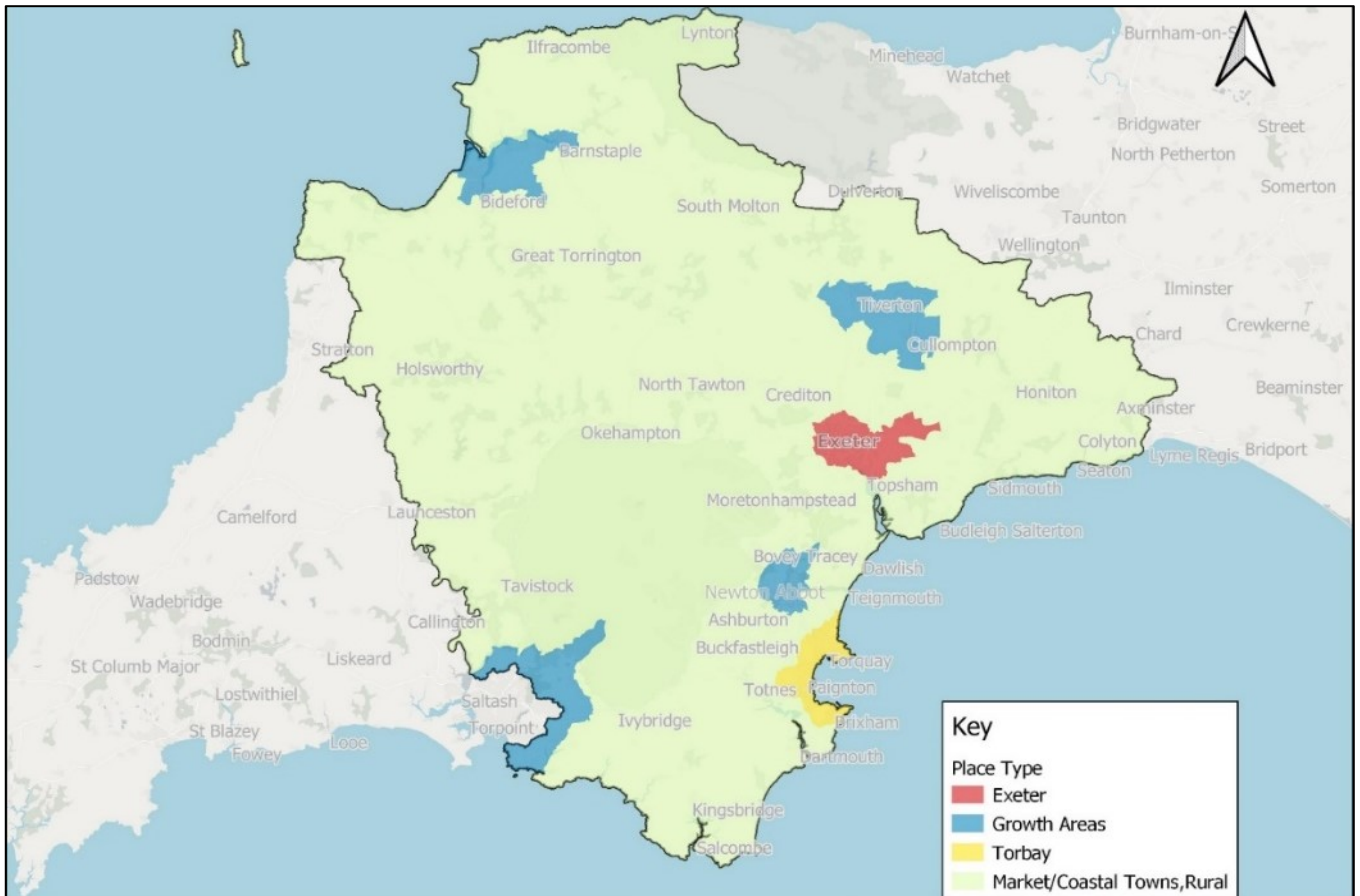 Ilfracombe
Lynton
Burnham-on-S
Minehead
Watchet
Bridgwater
Street
Barnstaple
North Petherton
Bideford
South Molton
Dulverton
Wiveliscombe
Somerton
Taunton
Great Torrington
Wellington
Tiverton
Ilminster
Stratton
Cullompton
Chard
Crewkerne
Holsworthy
North Tawton
Crediton
Honiton
Beaminster
Okehampton
Exeter
Axminster
Colyton
Lyme Regis
Bridport
Seaton
Topsham
Sidmouth
Moretonhampstead
Camelford
Launceston
Budleigh Salterton
Padstow
Wadebridge
Tavistock
Bovey Tracey
Dawlish
Newton Abbot
Teignmouth
Callington
Ashburton
Bodmin
Buckfastleigh
St Columb Major
Liskeard
Torquay
Lostwithiel
Saltash
Totnes
Paignton
St Blazey
Torpoint
Ivybridge
Brixham
Fowey
Looe
Dartmouth
Kingsbridge
Salcombe
Key
Place Type
Exeter
Growth Areas
Torbay
Market/Coastal Towns,Rural